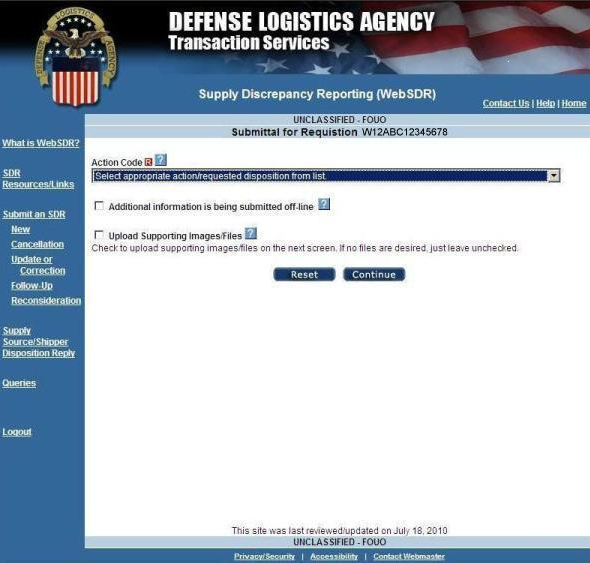 DEFENSE LOGISTICS AGENCY
Transaction Services
DEFENSE LOGISTICS AGENCY
Supply Discrepancy Reporting (WebSDR)
Contact Us | Help | Home
UNCLASSIFIED - FOUO
Submittal for Requistion W12ABC12345678
What is WebSDR?
SDR
Resources/Links
Submit an SDR
New
Cancellation
Update or
Correction
Follow-Up
Reconsideration
Supply
Source/Shipper
Disposition Reply
Queries
Logout
Action Code R ?
Select appropriate action/requested disposition from list.
Additional information is being submitted off-line ?
Upload Supporting Images/Files ?
Check to upload supporting images/files on the next screen. If no files are desired, just leave unchecked.
Reset Continue
This site was last reviewed/updated on July 18, 2010
UNCLASSIFIED - FOUO
Privacy/Security | Accessibility | Contact Webmaster